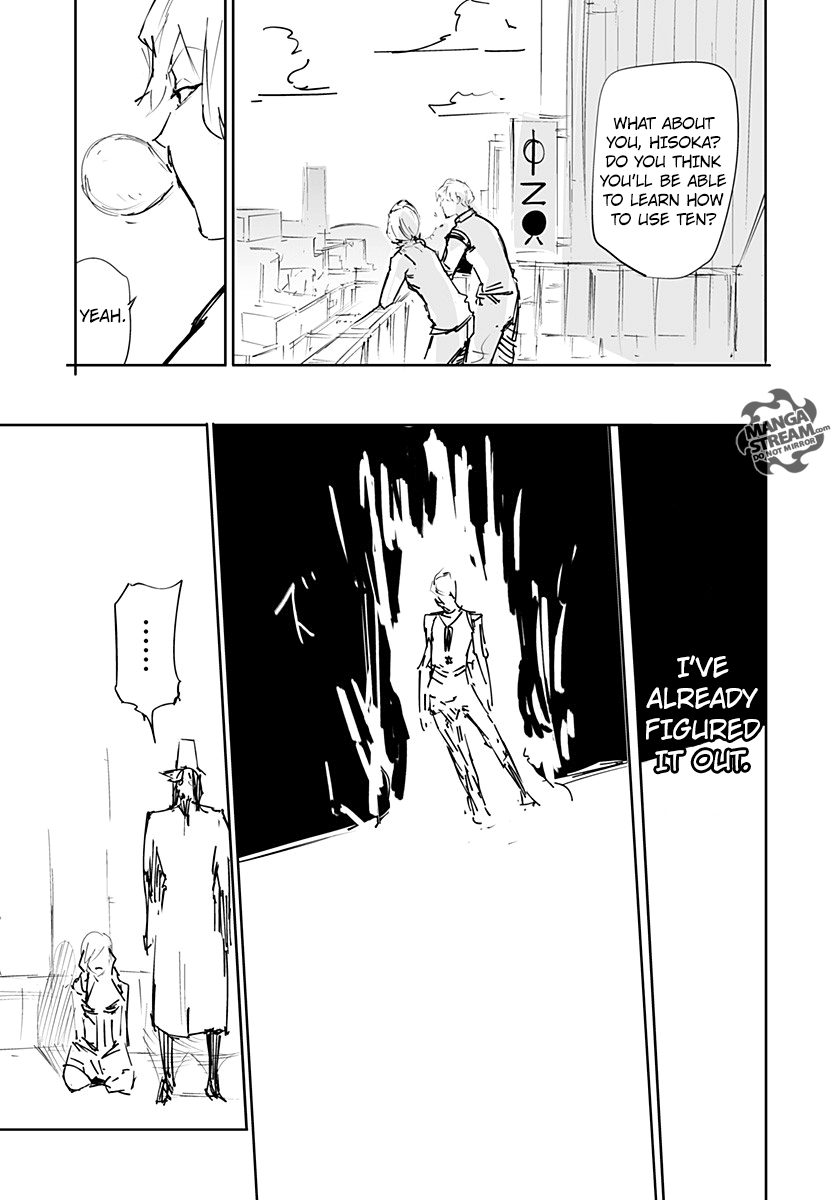 WHAT ABOUT
YOU, HISOKA?
DO YOU THINK
YOU'LL BE ABLE
TO LEARN HOW
TO USE TEN?
YEAH.
MANGA
STREAM.com
DO NOT MIRROR
I'VE
ALREADY
FIGURED
IT OUT.
......